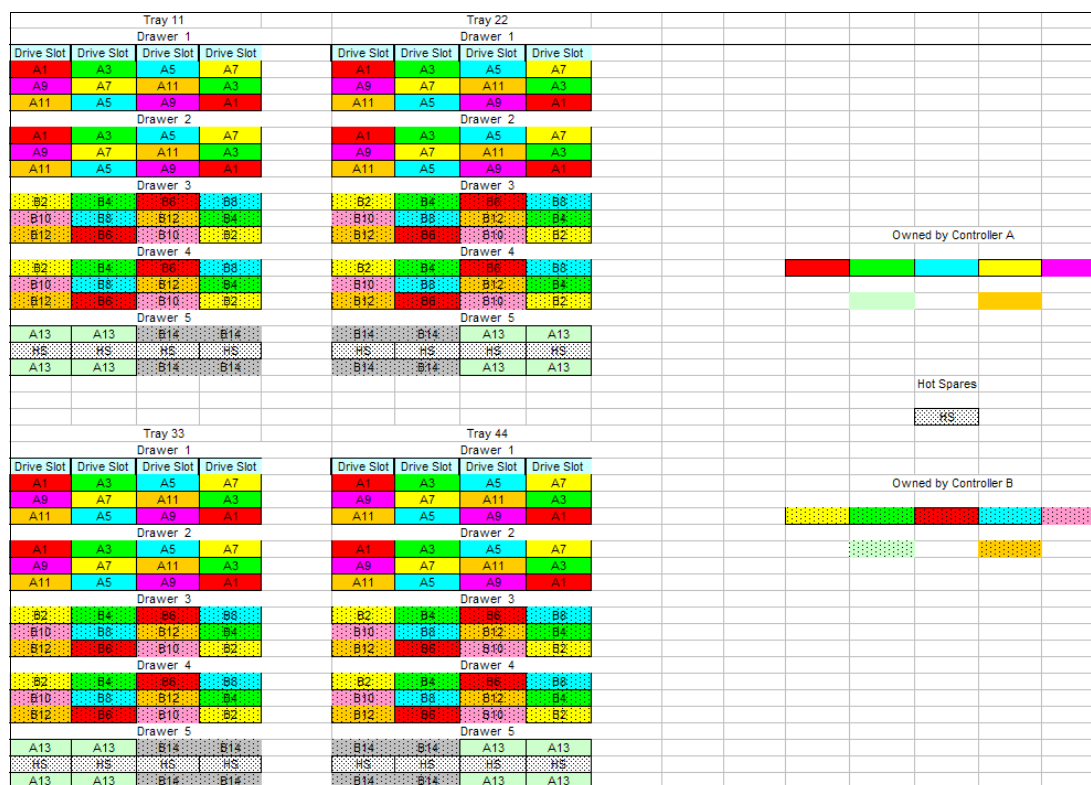 Tray 11 Tray 22
Drawer 1 Drawer 1
Drive Slot Drive Slot Drive Slot Drive Slot Drive Slot Drive Slot Drive Slot Drive Slot
A1 A3 A5 A7 A1 A3 A5 A7
A9 A7 A11 A3 A9 A7 A11 A3
A11 A5 A9 A1 A11 A5 A9 A1
Drawer 2 Drawer 2
A1 A3 A5 A7 A1 A3 A5 A7
A9 A7 A11 A3 A9 A7 A11 A3
A11 A5 A9 A1 A11 A5 A9 A1
Drawer 3 Drawer 3
B2 B4 B6 B8 B2 B4 B6 B8
B10 B8 B12 B4 B10 B8 B12 B4
B12 B6 B10 B2 B12 B6 B10 B2
Owned by Controller A
Drawer 4 Drawer 4
B2 B4 B6 B8 B2 B4 B6 B8
B10 B8 B12 B4 B10 B8 B12 B4
B12 B6 B10 B2 B12 B6 B10 B2
Drawer 5 Drawer 5
A13 A13 B14 B14 B14 B14 A13 A13
HS HS HS HS HS HS HS HS
A13 A13 B14 B14 B14 B14 A13 A13
Hot Spares
HS
Tray 33 Tray 44
Drawer 1 Drawer 1
Drive Slot Drive Slot Drive Slot Drive Slot Drive Slot Drive Slot Drive Slot Drive Slot
A1 A3 A5 A7 A1 A3 A5 A7
Owned by Controller B
A9 A7 A11 A3 A9 A7 A11 A3
A11 A5 A9 A1 A11 A5 A9 A1
Drawer 2 Drawer 2
A1 A3 A5 A7 A1 A3 A5 A7
A9 A7 A11 A3 A9 A7 A11 A3
A11 A5 A9 A1 A11 A5 A9 A1
Drawer 3 Drawer 3
B2 B4 B6 B8 B2 B4 B6 B8
B10 B8 B12 B4 B10 B8 B12 B4
B12 B6 B10 B2 B12 B6 B10 B2
Drawer 4 Drawer 4
B2 B4 B6 B8 B2 B4 B6 B8
B10 B8 B12 B4 B10 B8 B12 B4
B12 B6 B10 B2 B12 B6 B10 B2
Drawer 5 Drawer 5
A13 A13 B14 B14 B14 B14 A13 A13
HS HS HS HS HS HS HS HS
A13 A13 B14 B14 B14 B14 A13 A13